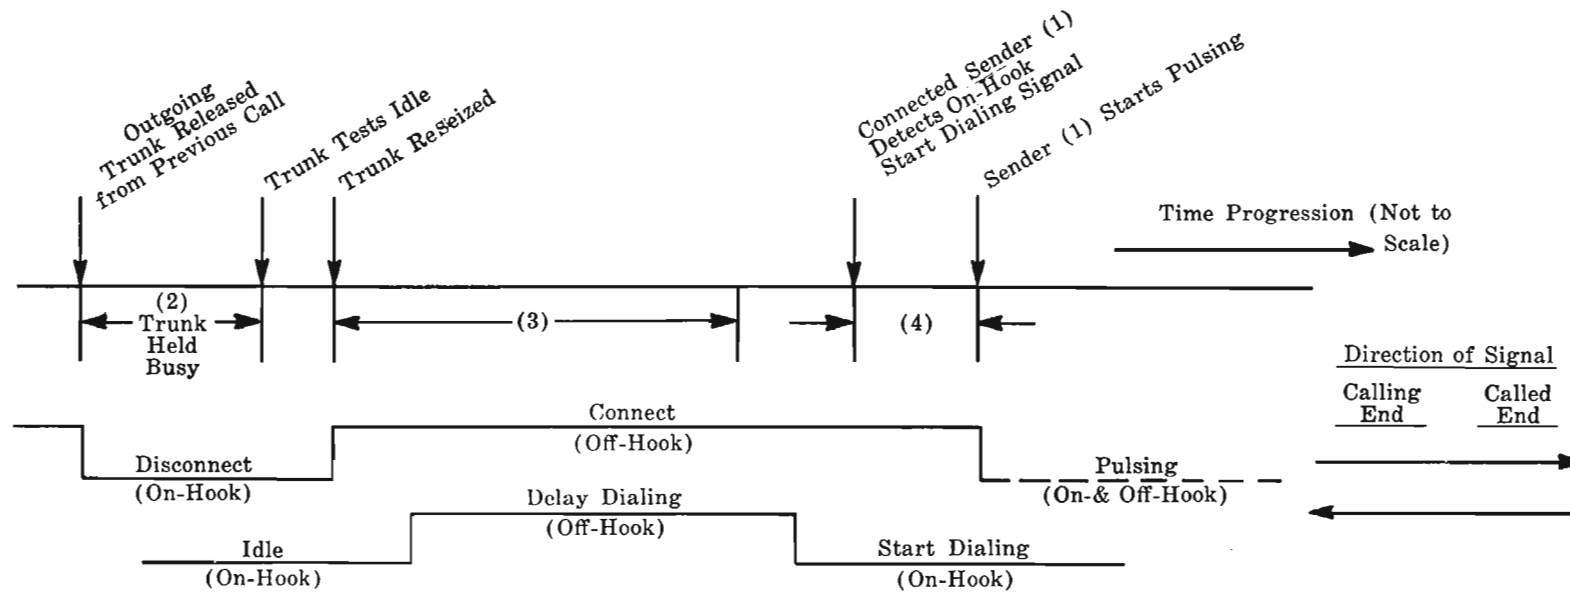 Outgoing
Trunk Released
from Previous Call
Trunk Tests Idle
Trunk Reseized
Connected Sender (1)
Detects On-Hook
Start Dialing Signal
Sender (1) Starts Pulsing
Time Progression (Not to
Scale)
(2)
Trunk
Held
Busy
(3)
(4)
Direction of Signal
Calling
End
Called
End
Connect
(Off-Hook)
Disconnect
(On-Hook)
Pulsing
(On-& Off-Hook)
Delay Dialing
(Off-Hook)
Idle
(On-Hook)
Start Dialing
(On-Hook)